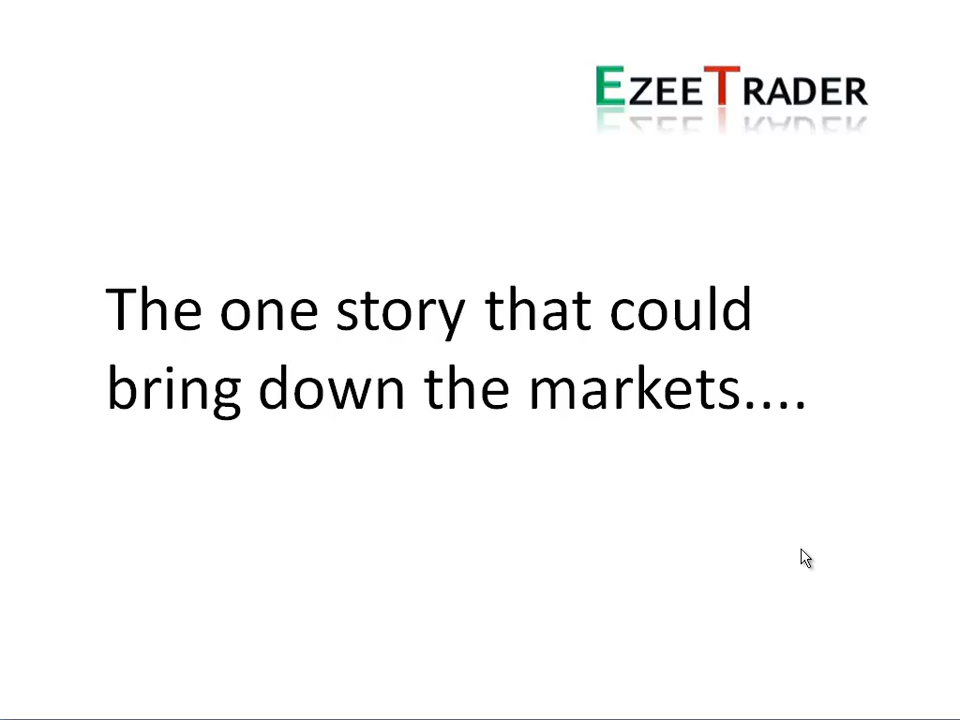 EZEETRADER
The one story that could
bring down the markets....